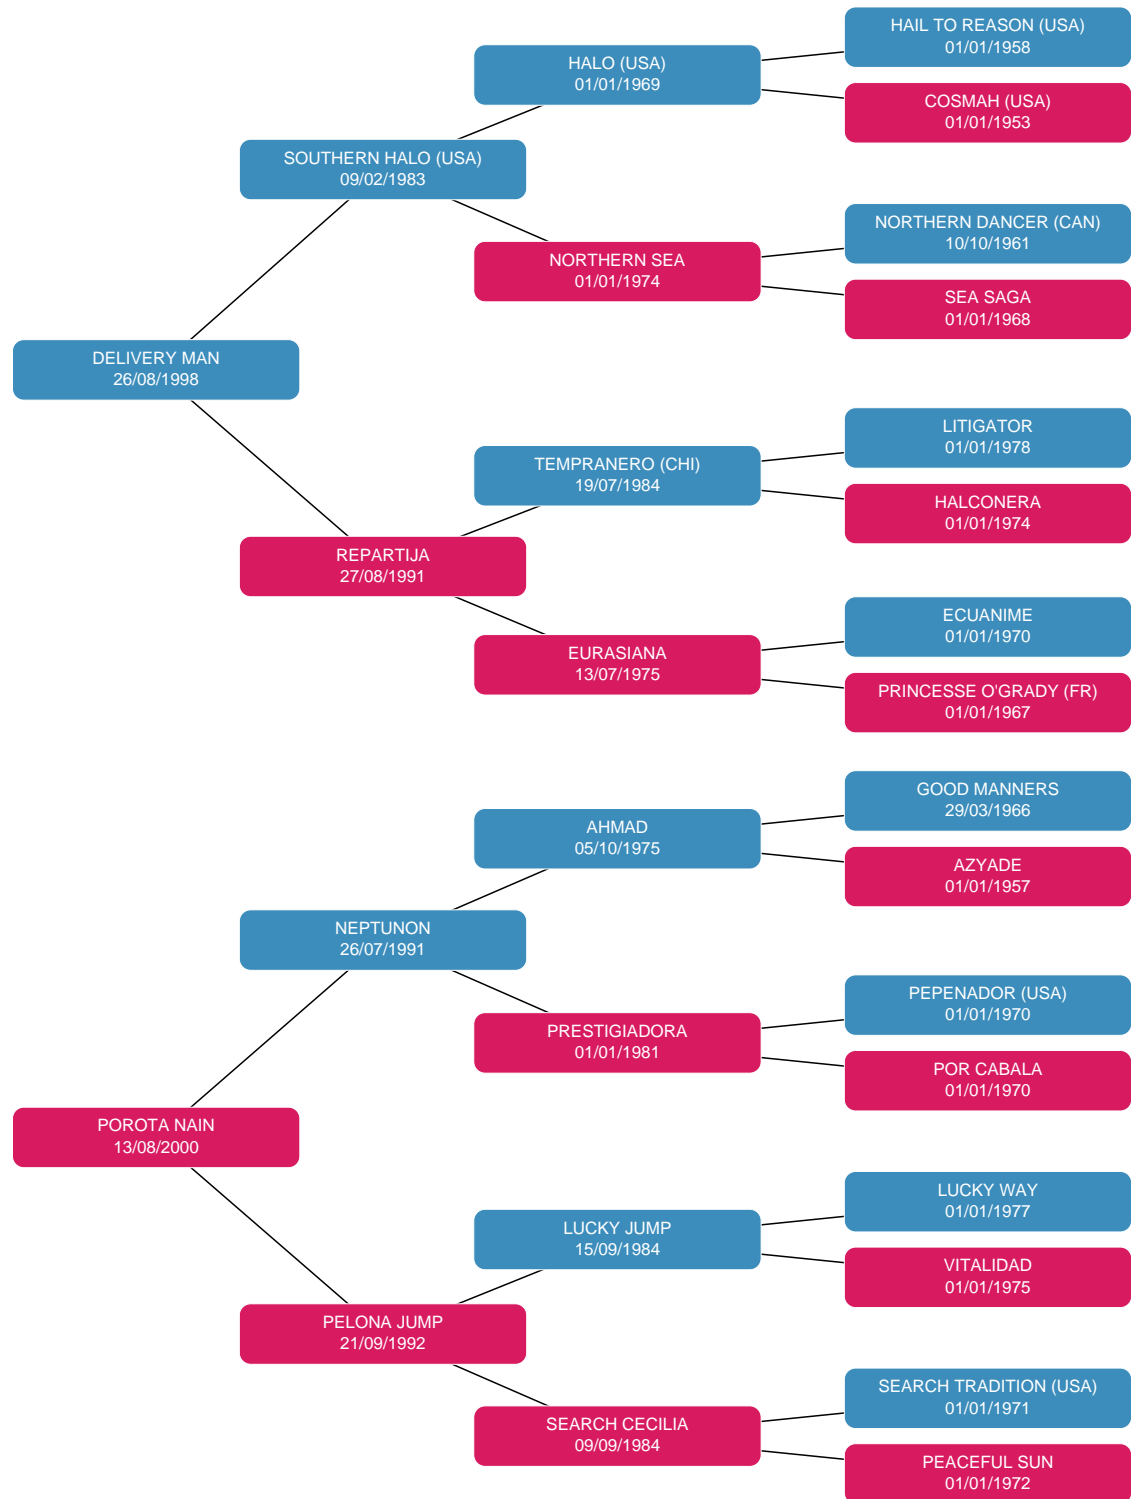 HAIL TO REASON (USA)
01/01/1958
HALO (USA)
01/01/1969
COSMAH (USA)
01/01/1953
SOUTHERN HALO (USA)
09/02/1983
NORTHERN DANCER (CAN)
10/10/1961
NORTHERN SEA
01/01/1974
SEA SAGA
01/01/1968
DELIVERY MAN
26/08/1998
LITIGATOR
01/01/1978
TEMPRANERO (CHI)
19/07/1984
HALCONERA
01/01/1974
REPARTIJA
27/08/1991
ECUANIME
01/01/1970
EURASIANA
13/07/1975
PRINCESSE O'GRADY (FR)
01/01/1967
GOOD MANNERS
29/03/1966
AHMAD
05/10/1975
AZYADE
01/01/1957
NEPTUNON
26/07/1991
PEPENADOR (USA)
01/01/1970
PRESTIGIADORA
01/01/1981
POR CABALA
01/01/1970
POROTA NAIN
13/08/2000
LUCKY WAY
01/01/1977
LUCKY JUMP
15/09/1984
VITALIDAD
01/01/1975
PELONA JUMP
21/09/1992
SEARCH TRADITION (USA)
01/01/1971
SEARCH CECILIA
09/09/1984
PEACEFUL SUN
01/01/1972